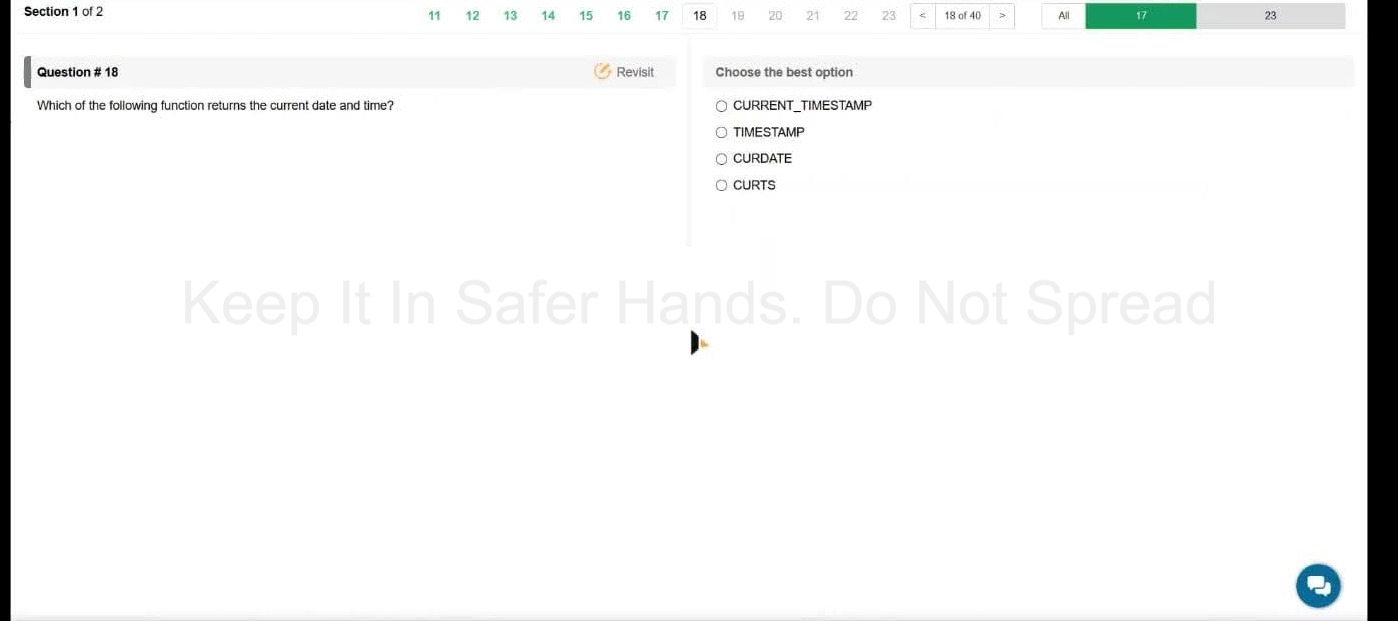 Section 1 of 2
11 12 13 14 15 16 17 18 19 20 21 22 23 < 18 of 40 > All 17 23
Question # 18
Revisit
Which of the following function returns the current date and time?
Choose the best option
CURRENT_TIMESTAMP
TIMESTAMP
CURDATE
CURTS
Keep It In Safer Hands. Do Not Spread